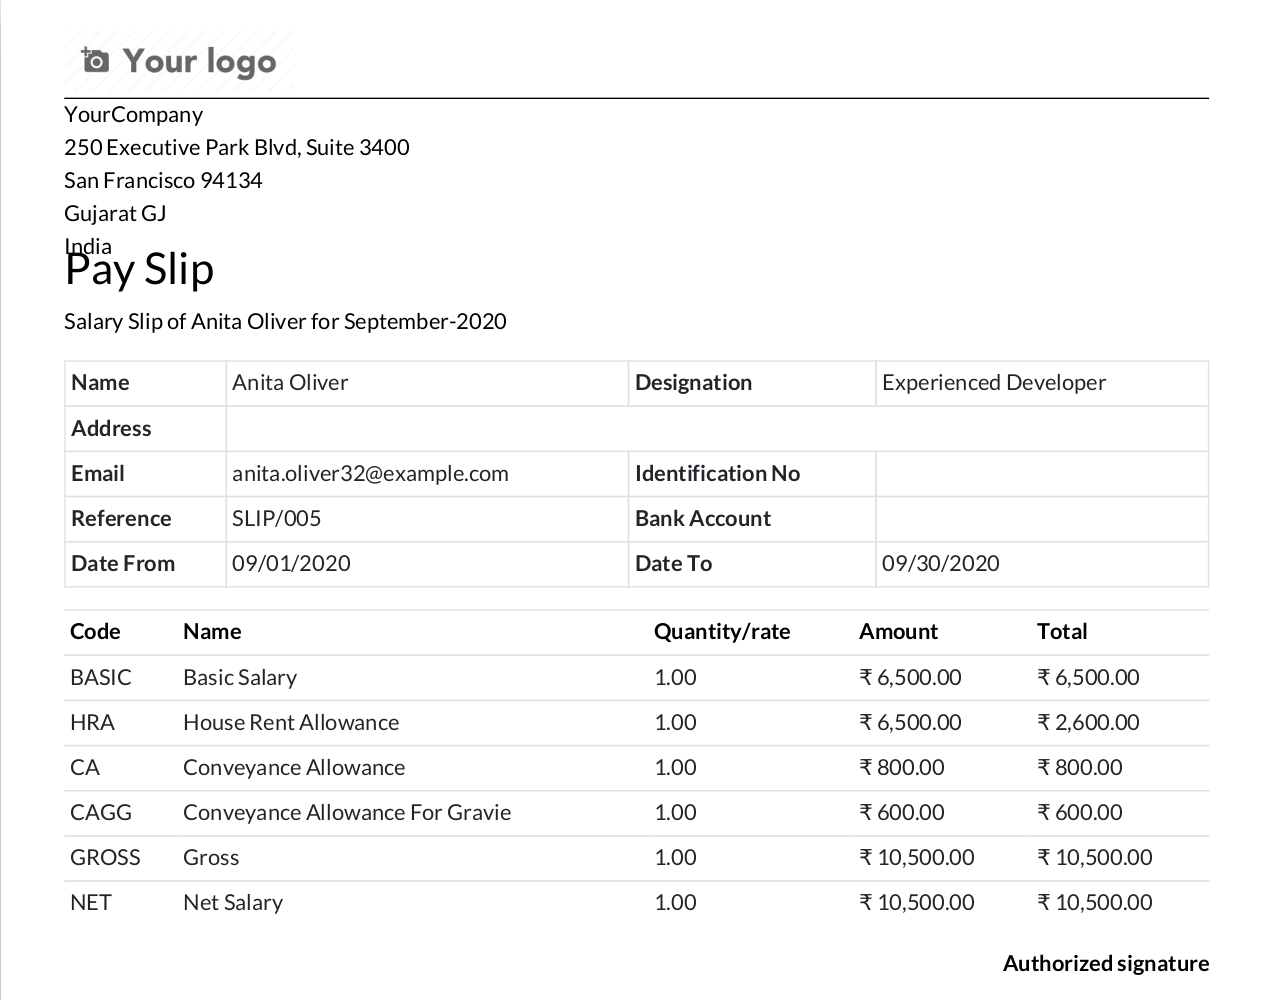 Your logo
YourCompany
250 Executive Park Blvd, Suite 3400
San Francisco 94134
Gujarat GJ
India
Pay Slip
Salary Slip of Anita Oliver for September-2020
Name Anita Oliver Designation Experienced Developer
Address
Email anita.oliver32@example.com Identification No
Reference SLIP/005 Bank Account
Date From 09/01/2020 Date To 09/30/2020
Code Name Quantity/rate Amount Total
BASIC Basic Salary 1.00 ₹ 6,500.00 ₹ 6,500.00
HRA House Rent Allowance 1.00 ₹ 6,500.00 ₹ 2,600.00
CA Conveyance Allowance 1.00 ₹ 800.00 ₹ 800.00
CAGG Conveyance Allowance For Gravie 1.00 ₹ 600.00 ₹ 600.00
GROSS Gross 1.00 ₹ 10,500.00 ₹ 10,500.00
NET Net Salary 1.00 ₹ 10,500.00 ₹ 10,500.00
Authorized signature